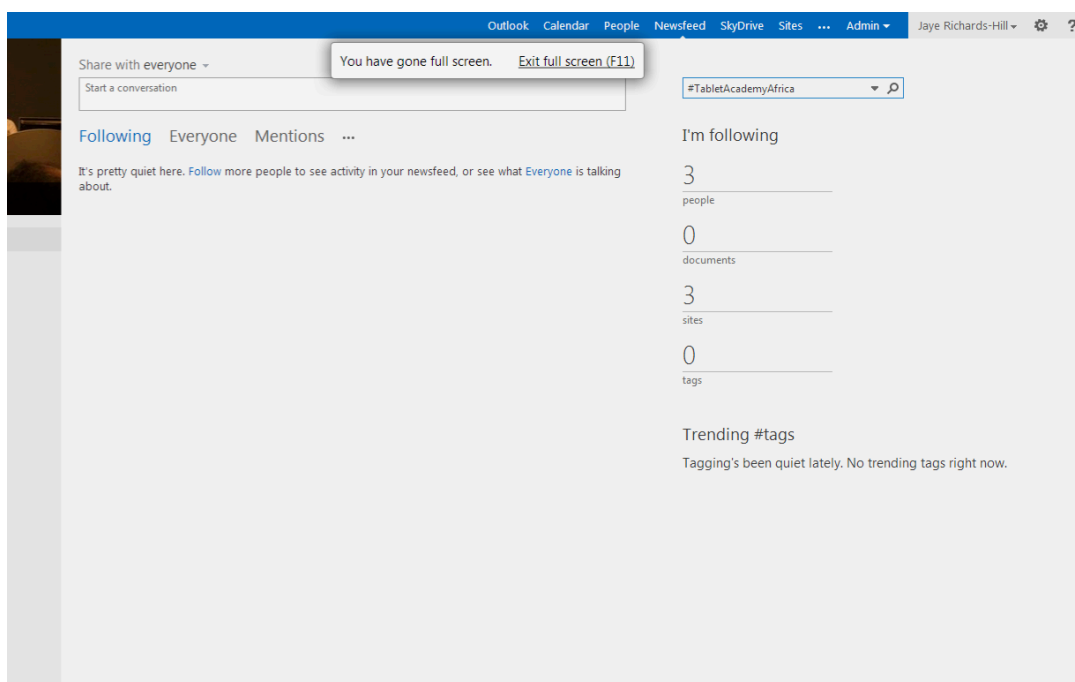 Outlook Calendar People Newsfeed SkyDrive Sites ... Admin Jaye Richards-Hill ?
You have gone full screen. Exit full screen (F11)
Share with everyone
Start a conversation
#TabletAcademyAfrica
Following Everyone Mentions ...
It's pretty quiet here. Follow more people to see activity in your newsfeed, or see what Everyone is talking
about.
I'm following
3
people
0
documents
3
sites
0
tags
Trending #tags
Tagging's been quiet lately. No trending tags right now.